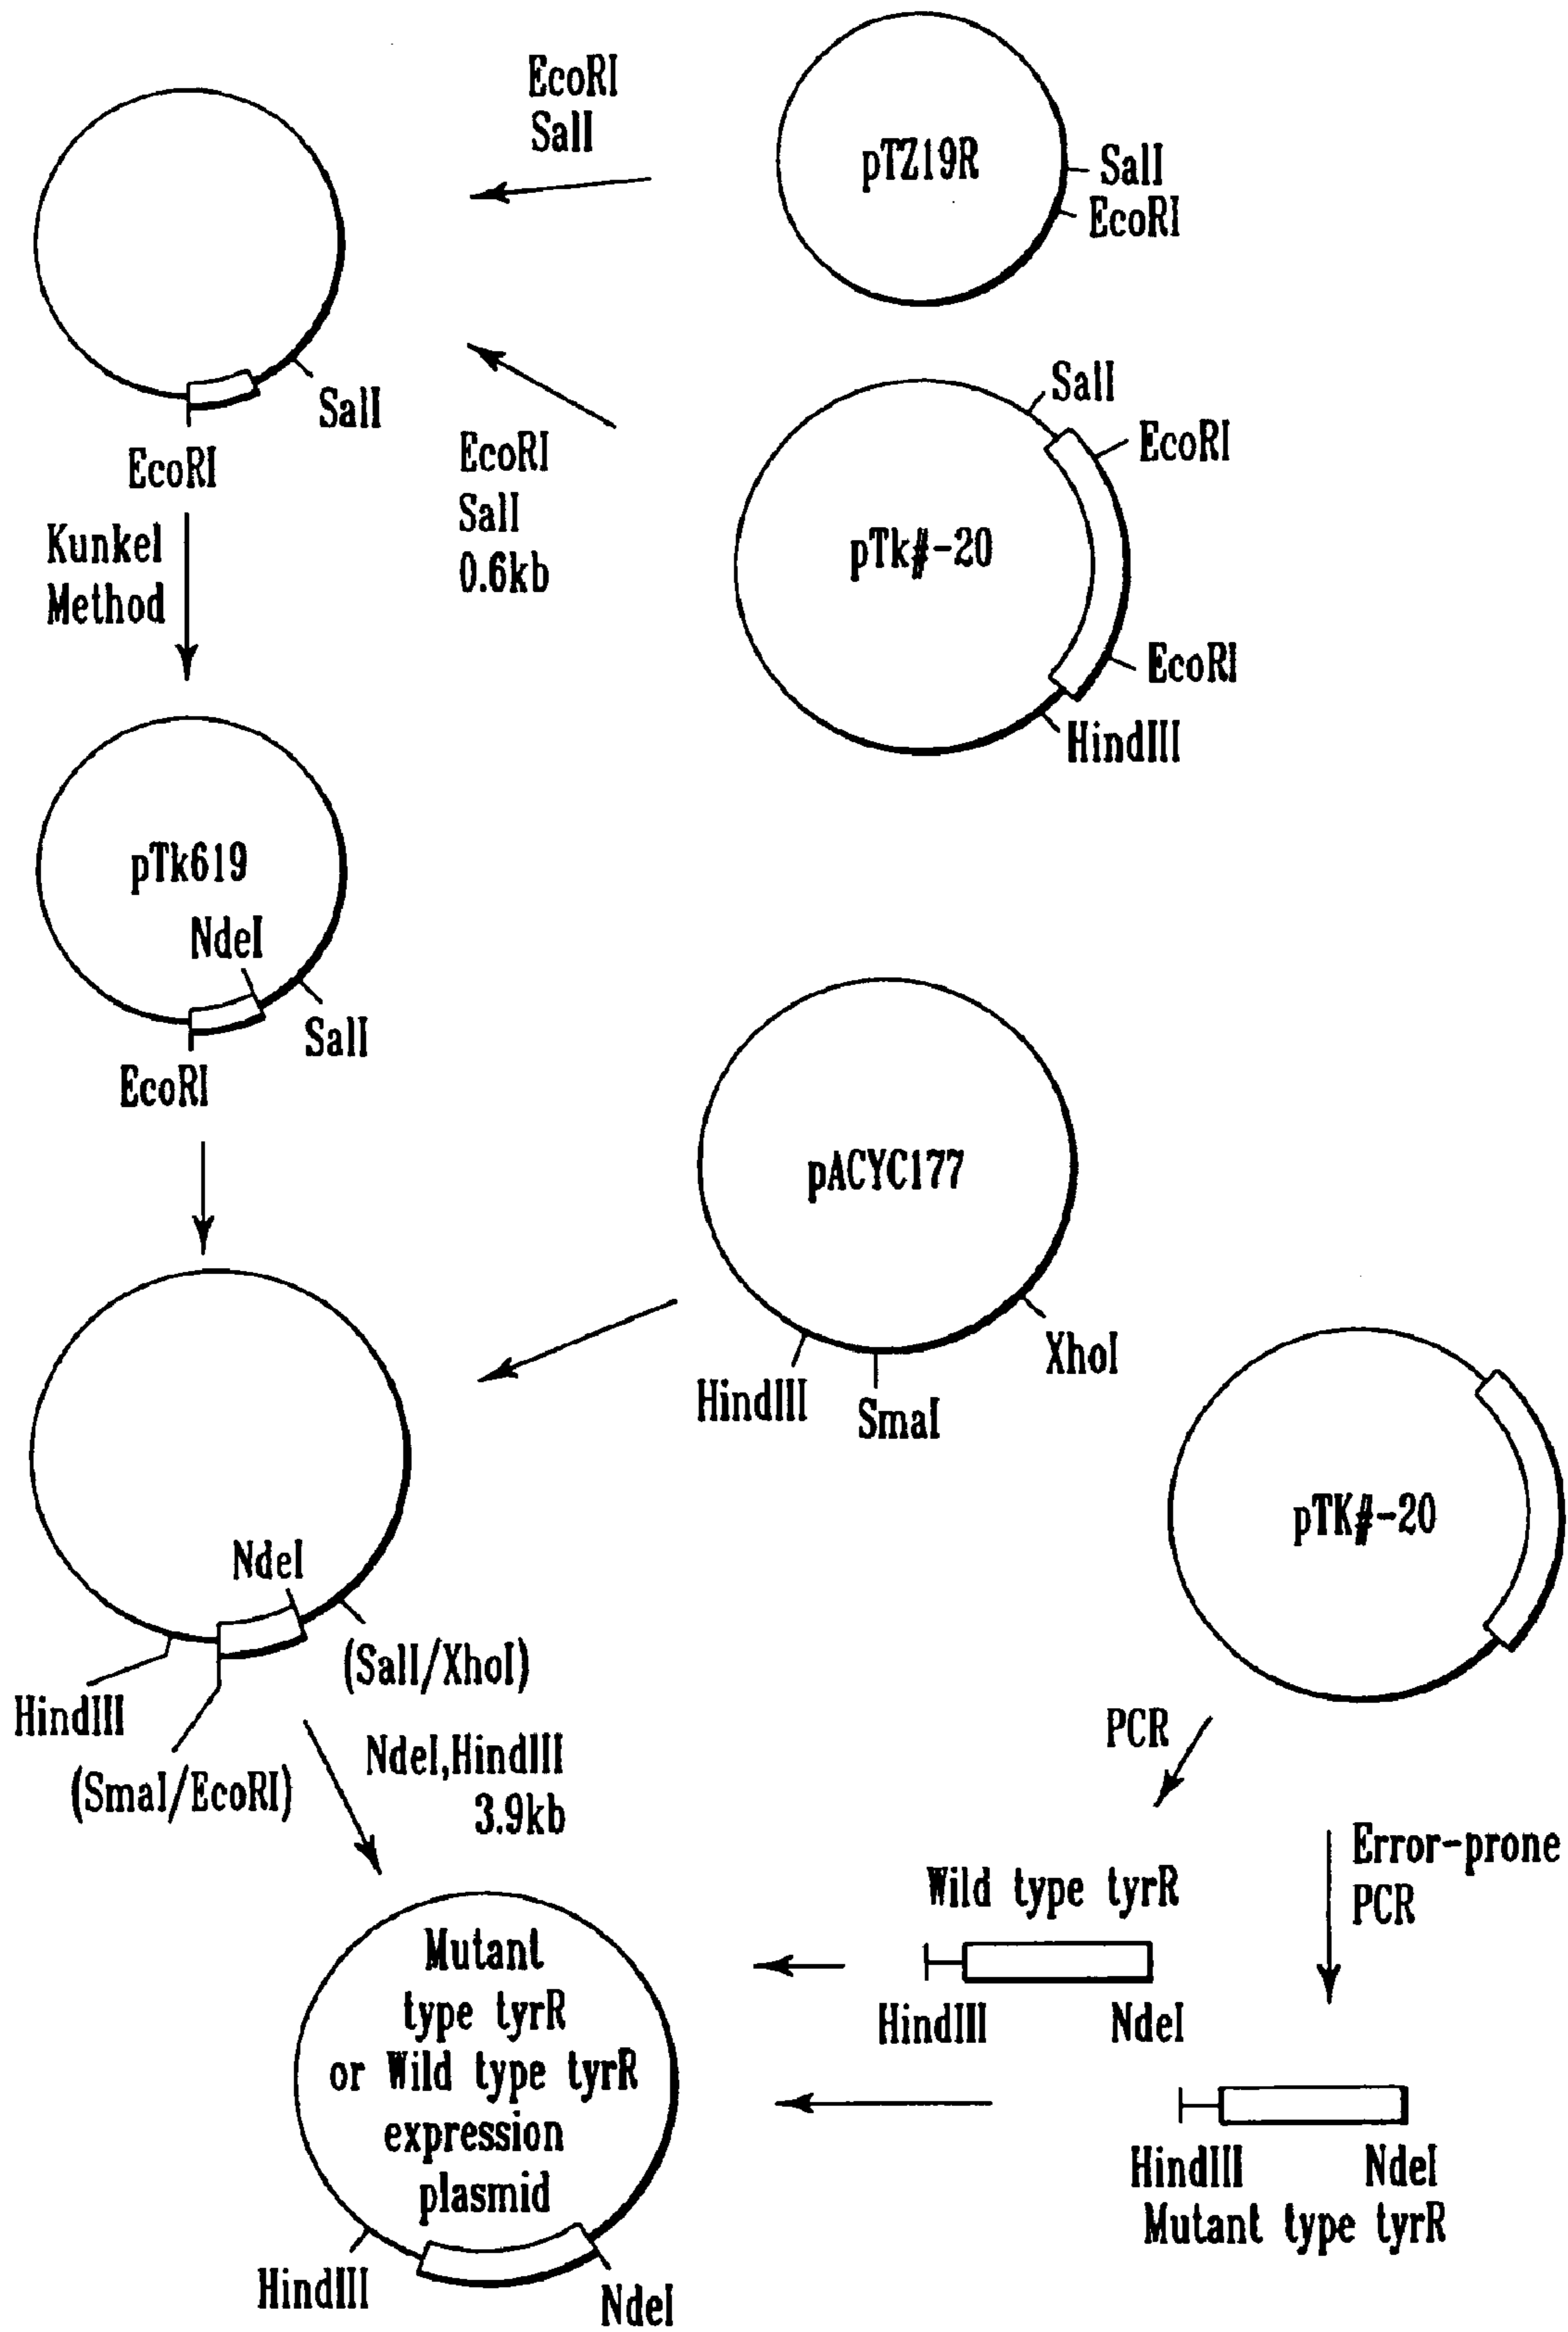 EcoRI
SalI
pTZ19R
SalI
EcoRI
SalI
EcoRI
EcoRI
SalI
0.6kb
SalI
EcoRI
pTk#-20
EcoRI
HindIII
Kunkel
Method
pTk619
NdeI
SalI
EcoRI
pACYC177
XhoI
HindIII
SmaI
NdeI
(SalI/XhoI)
HindIII
(SmaI/EcoRI)
NdeI,HindIII
3.9kb
pTK#-20
PCR
Error-prone
PCR
Wild type tyrR
HindIII
NdeI
HindIII
NdeI
Mutant type tyrR
Mutant
type tyrR
or Wild type tyrR
expression
plasmid
HindIII
NdeI